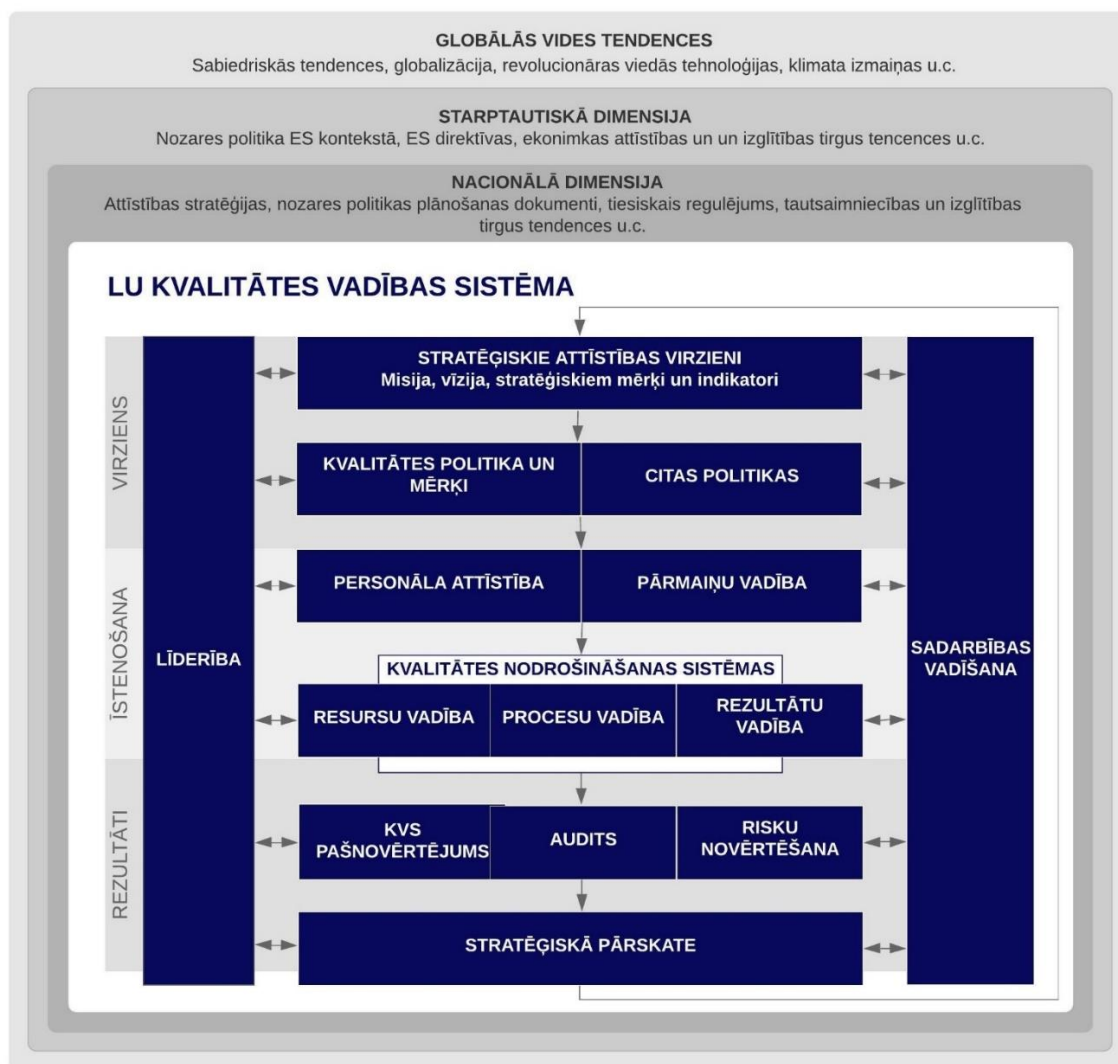 GLOBĀLĀS VIDES TENDENCES
Sabiedriskās tendences, globalizācija, revolucionāras viedās tehnoloģijas, klimata izmaiņas u.c.
STARPTAUTISKĀ DIMENSIJA
Nozares politika ES kontekstā, ES direktīvas, ekonimkas attīstības un un izglītības tirgus tencences u.c.
NACIONĀLĀ DIMENSIJA
Attīstības stratēģijas, nozares politikas plānošanas dokumenti, tiesiskais regulējums, tautsaimniecības un izglītības
tirgus tendences u.c.
LU KVALITĀTES VADĪBAS SISTĒMA
VIRZIENS
STRATĒĢISKIE ATTĪSTĪBAS VIRZIENI
Misija, vīzija, stratēģiskiem mērķi un indikatori
KVALITĀTES POLITIKA UN
MĒRĶI
CITAS POLITIKAS
ĪSTENOŠANA
PERSONĀLA ATTĪSTĪBA
PĀRMAIŅU VADĪBA
LĪDERĪBA
SADARBĪBAS
VADĪŠANA
KVALITĀTES NODROŠINĀŠANAS SISTĒMAS
RESURSU VADĪBA
PROCESU VADĪBA
REZULTĀTU
VADĪBA
REZULTĀTI
KVS
PAŠNOVĒRTĒJUMS
AUDITS
RISKU
NOVĒRTĒŠANA
STRATĒĢISKĀ PĀRSKATE